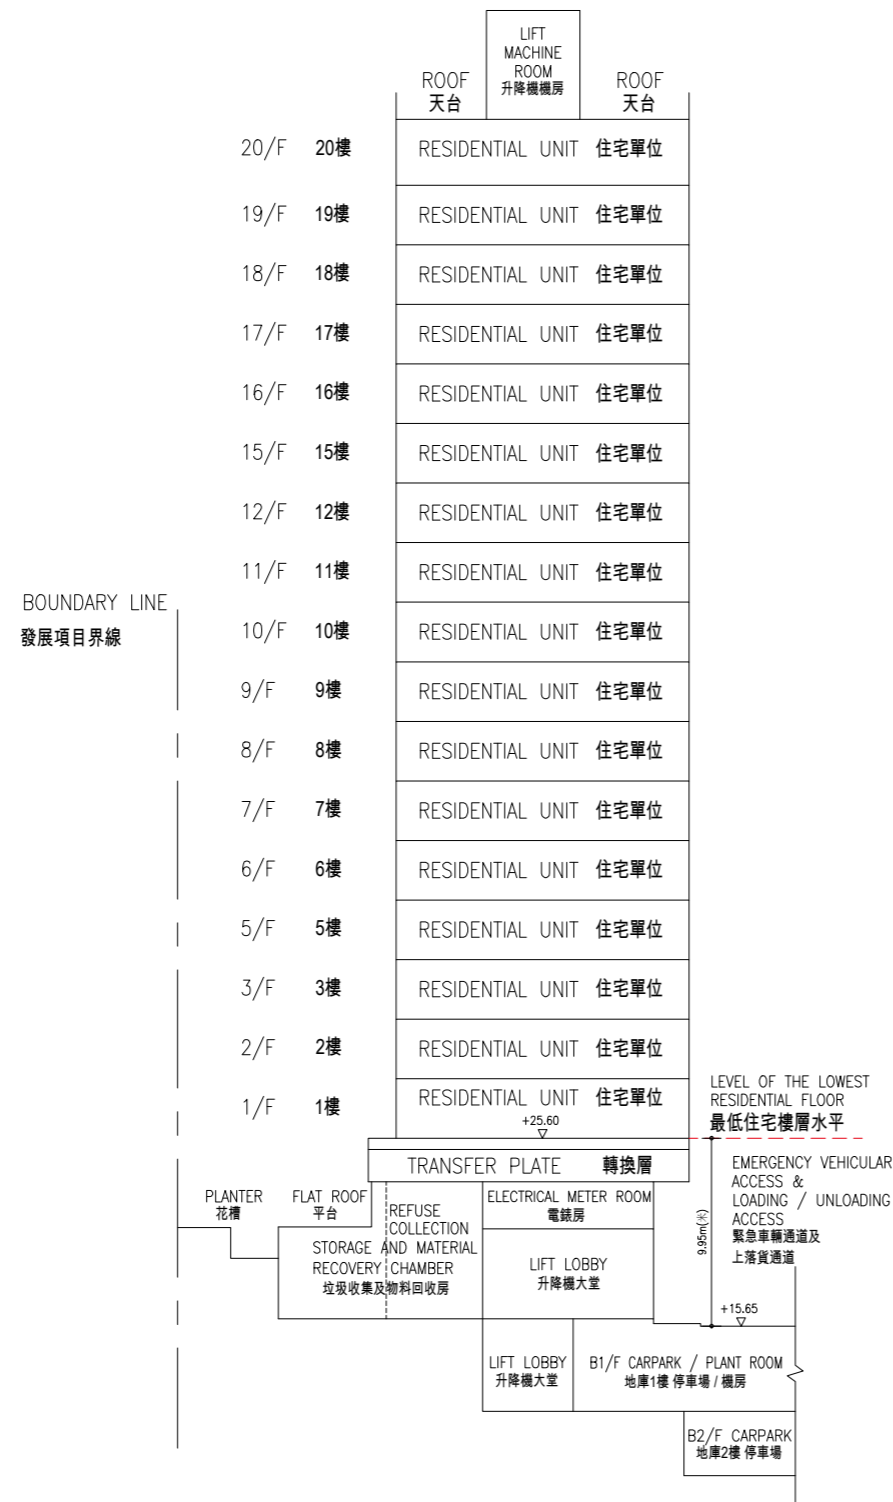 LIFT
MACHINE
ROOM
升降機機房
ROOF
天台
ROOF
天台
20/F 20樓 RESIDENTIAL UNIT 住宅單位
19/F 19樓 RESIDENTIAL UNIT 住宅單位
18/F 18樓 RESIDENTIAL UNIT 住宅單位
17/F 17樓 RESIDENTIAL UNIT 住宅單位
16/F 16樓 RESIDENTIAL UNIT 住宅單位
15/F 15樓 RESIDENTIAL UNIT 住宅單位
12/F 12樓 RESIDENTIAL UNIT 住宅單位
11/F 11樓 RESIDENTIAL UNIT 住宅單位
BOUNDARY LINE
發展項目界線
10/F 10樓 RESIDENTIAL UNIT 住宅單位
9/F 9樓 RESIDENTIAL UNIT 住宅單位
8/F 8樓 RESIDENTIAL UNIT 住宅單位
7/F 7樓 RESIDENTIAL UNIT 住宅單位
6/F 6樓 RESIDENTIAL UNIT 住宅單位
5/F 5樓 RESIDENTIAL UNIT 住宅單位
3/F 3樓 RESIDENTIAL UNIT 住宅單位
2/F 2樓 RESIDENTIAL UNIT 住宅單位
1/F 1樓 RESIDENTIAL UNIT 住宅單位
+25.60
LEVEL OF THE LOWEST
RESIDENTIAL FLOOR
最低住宅樓層水平
TRANSFER PLATE 轉換層
EMERGENCY VEHICULAR
ACCESS &
LOADING / UNLOADING
ACCESS
緊急車輛通道及
上落貨通道
9.95m(米)
+15.65
PLANTER
花槽
FLAT ROOF
平台
REFUSE
COLLECTION
STORAGE AND MATERIAL
RECOVERY CHAMBER
垃圾收集及物料回收房
ELECTRICAL METER ROOM
電錶房
LIFT LOBBY
升降機大堂
LIFT LOBBY
升降機大堂
B1/F CARPARK / PLANT ROOM
地庫1樓 停車場 / 機房
B2/F CARPARK
地庫2樓 停車場